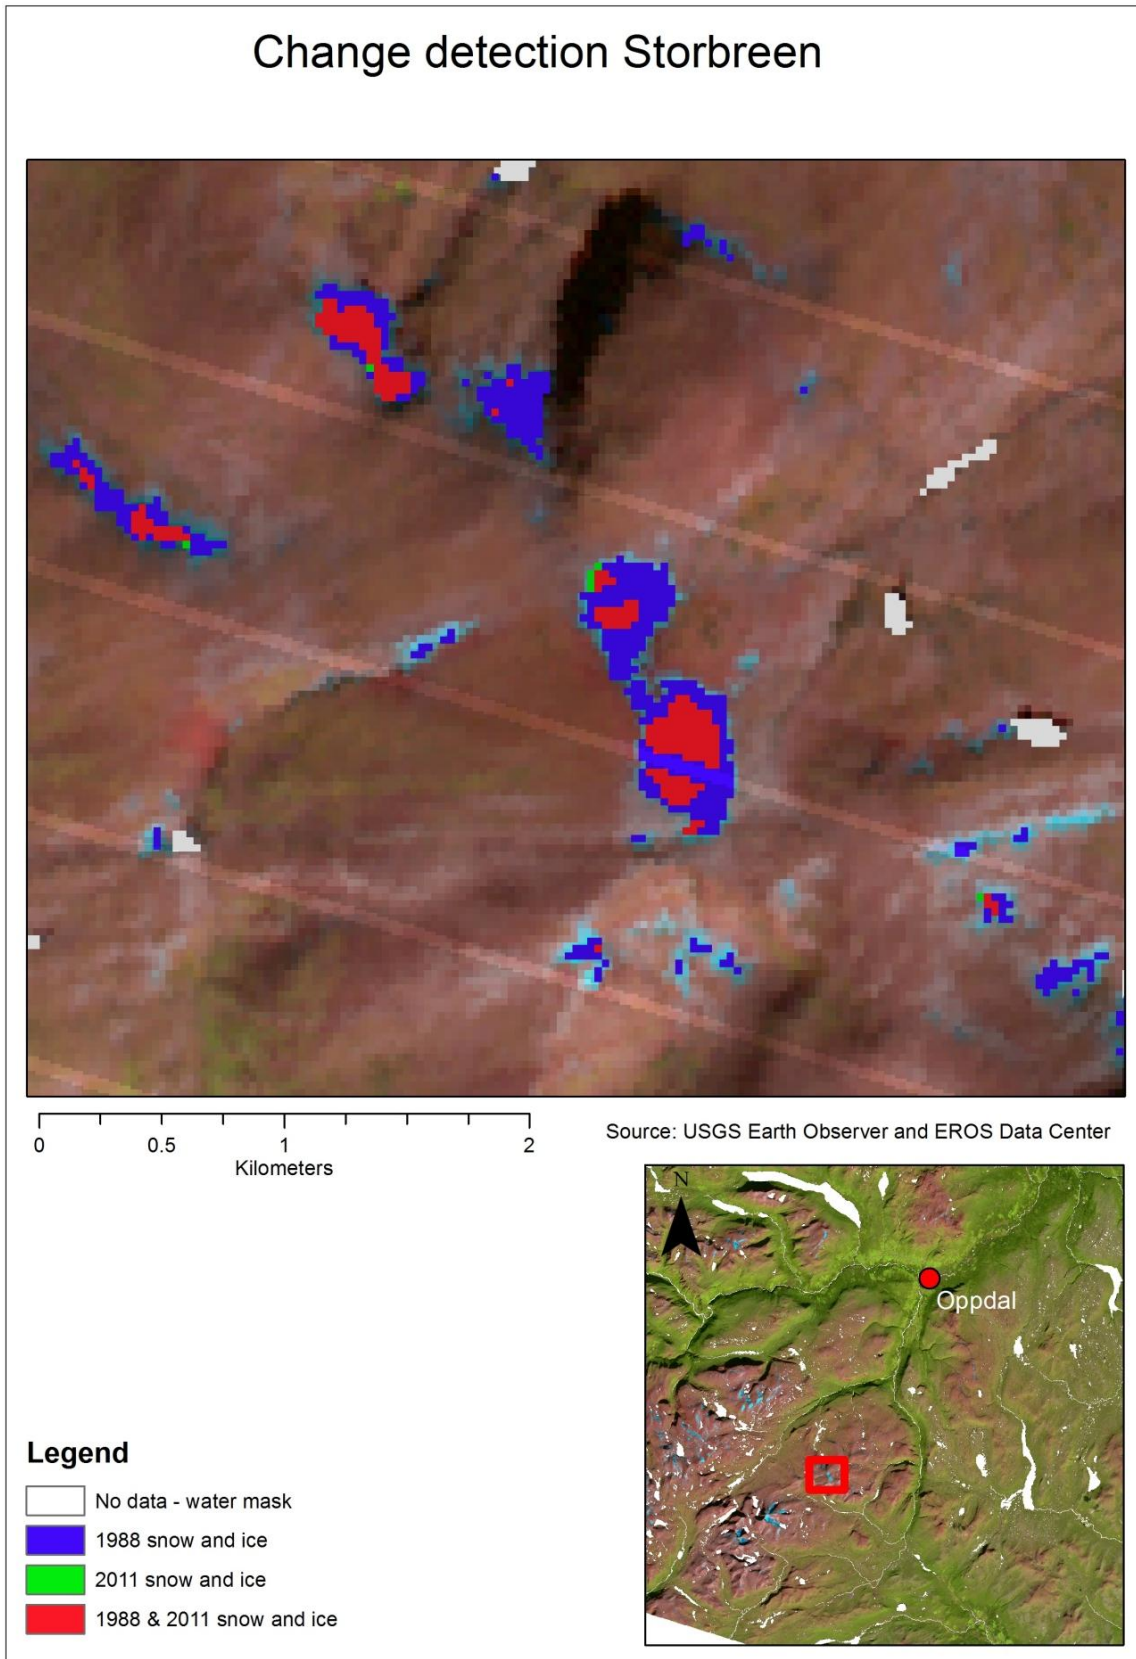 Change detection Storbreen
0 0.5 1 2
Kilometers
Source: USGS Earth Observer and EROS Data Center
N
Oppdal
Legend
No data - water mask
1988 snow and ice
2011 snow and ice
1988 & 2011 snow and ice